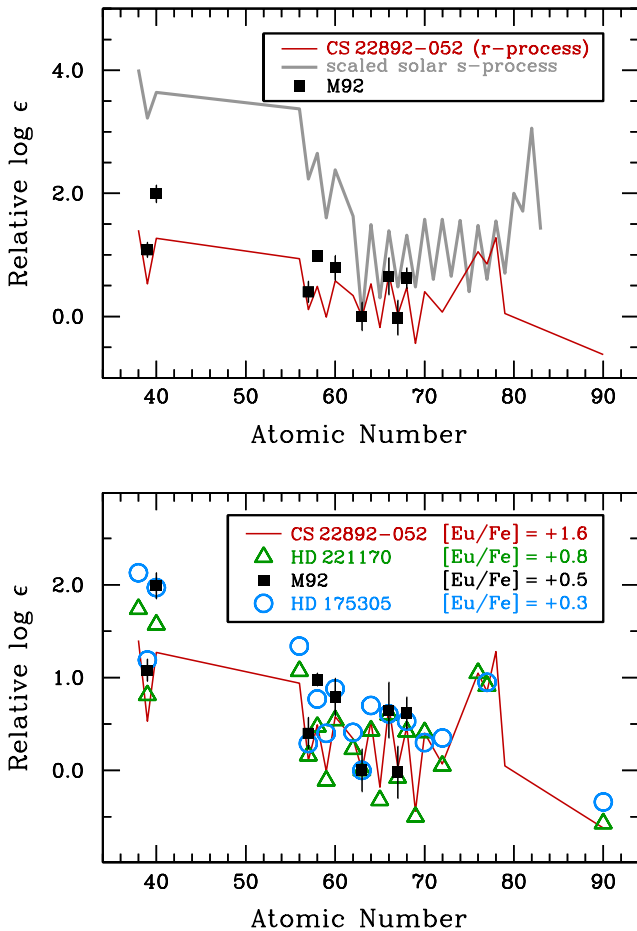 CS 22892-052 (r-process)
scaled solar s-process
M92
4.0
2.0
0.0
Relative log ϵ
40 50 60 70 80 90
Atomic Number
CS 22892-052 [Eu/Fe] = +1.6
HD 221170 [Eu/Fe] = +0.8
M92 [Eu/Fe] = +0.5
HD 175305 [Eu/Fe] = +0.3
2.0
1.0
0.0
Relative log ϵ
40 50 60 70 80 90
Atomic Number